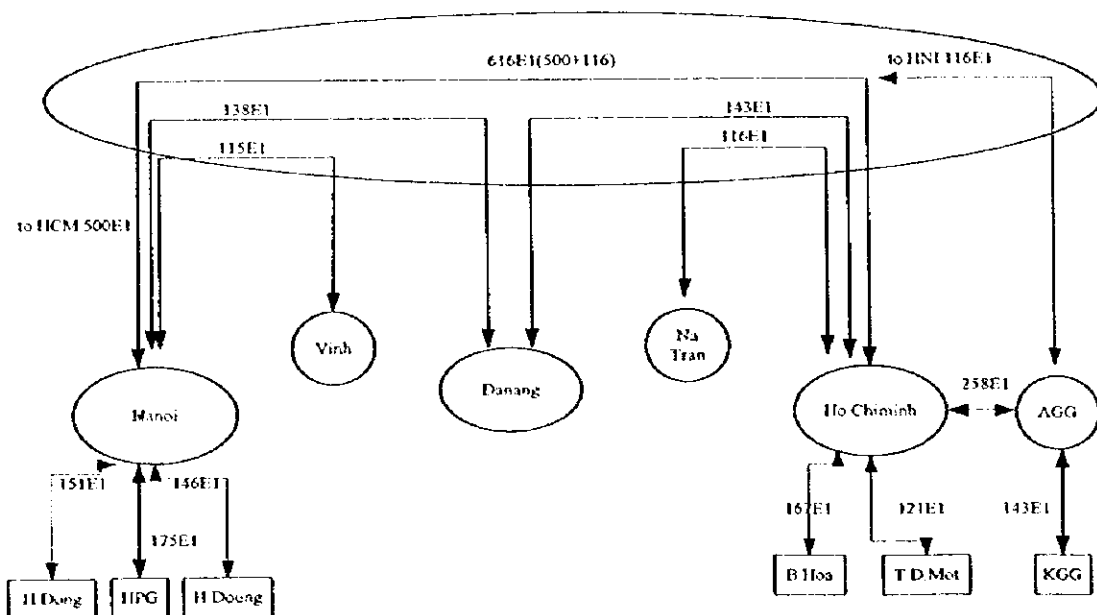 616E1(500+116)
to HNI 116E1
138E1
143E1
115E1
116E1
to HCM 500E1
Vinh
Na
Tran
Danang
Hanoi
Ho Chiminh
258E1
AGG
151E1
146E1
175E1
167E1
121E1
143E1
H Dong
HPG
H Doung
B Hoa
T D Mot
KGG